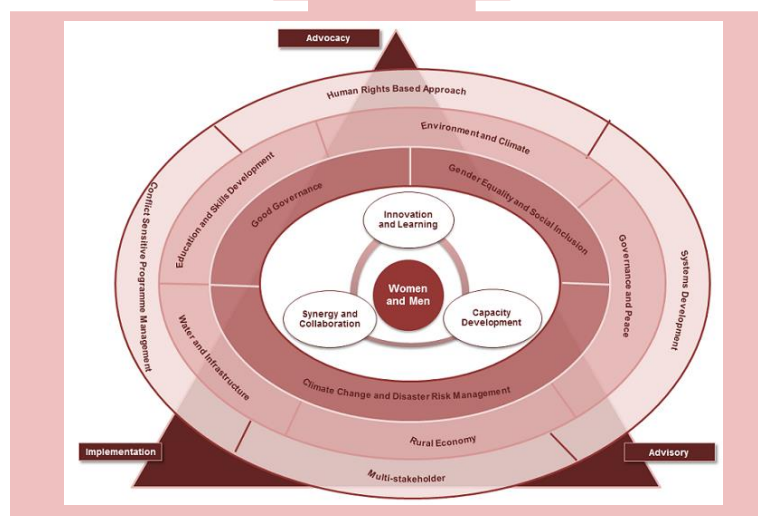 Advocacy
Human Rights Based Approach
Environment and Climate
Education and Skills Development
Good Governance
Gender Equality and Social Inclusion
Conflict Sensitive Programme Management
Innovation
and Learning
Governance and Peace
Systems Development
Women
and Men
Synergy and
Collaboration
Capacity
Development
Water and Infrastructure
Climate Change and Disaster Risk Management
Rural Economy
Implementation
Advisory
Multi-stakeholder